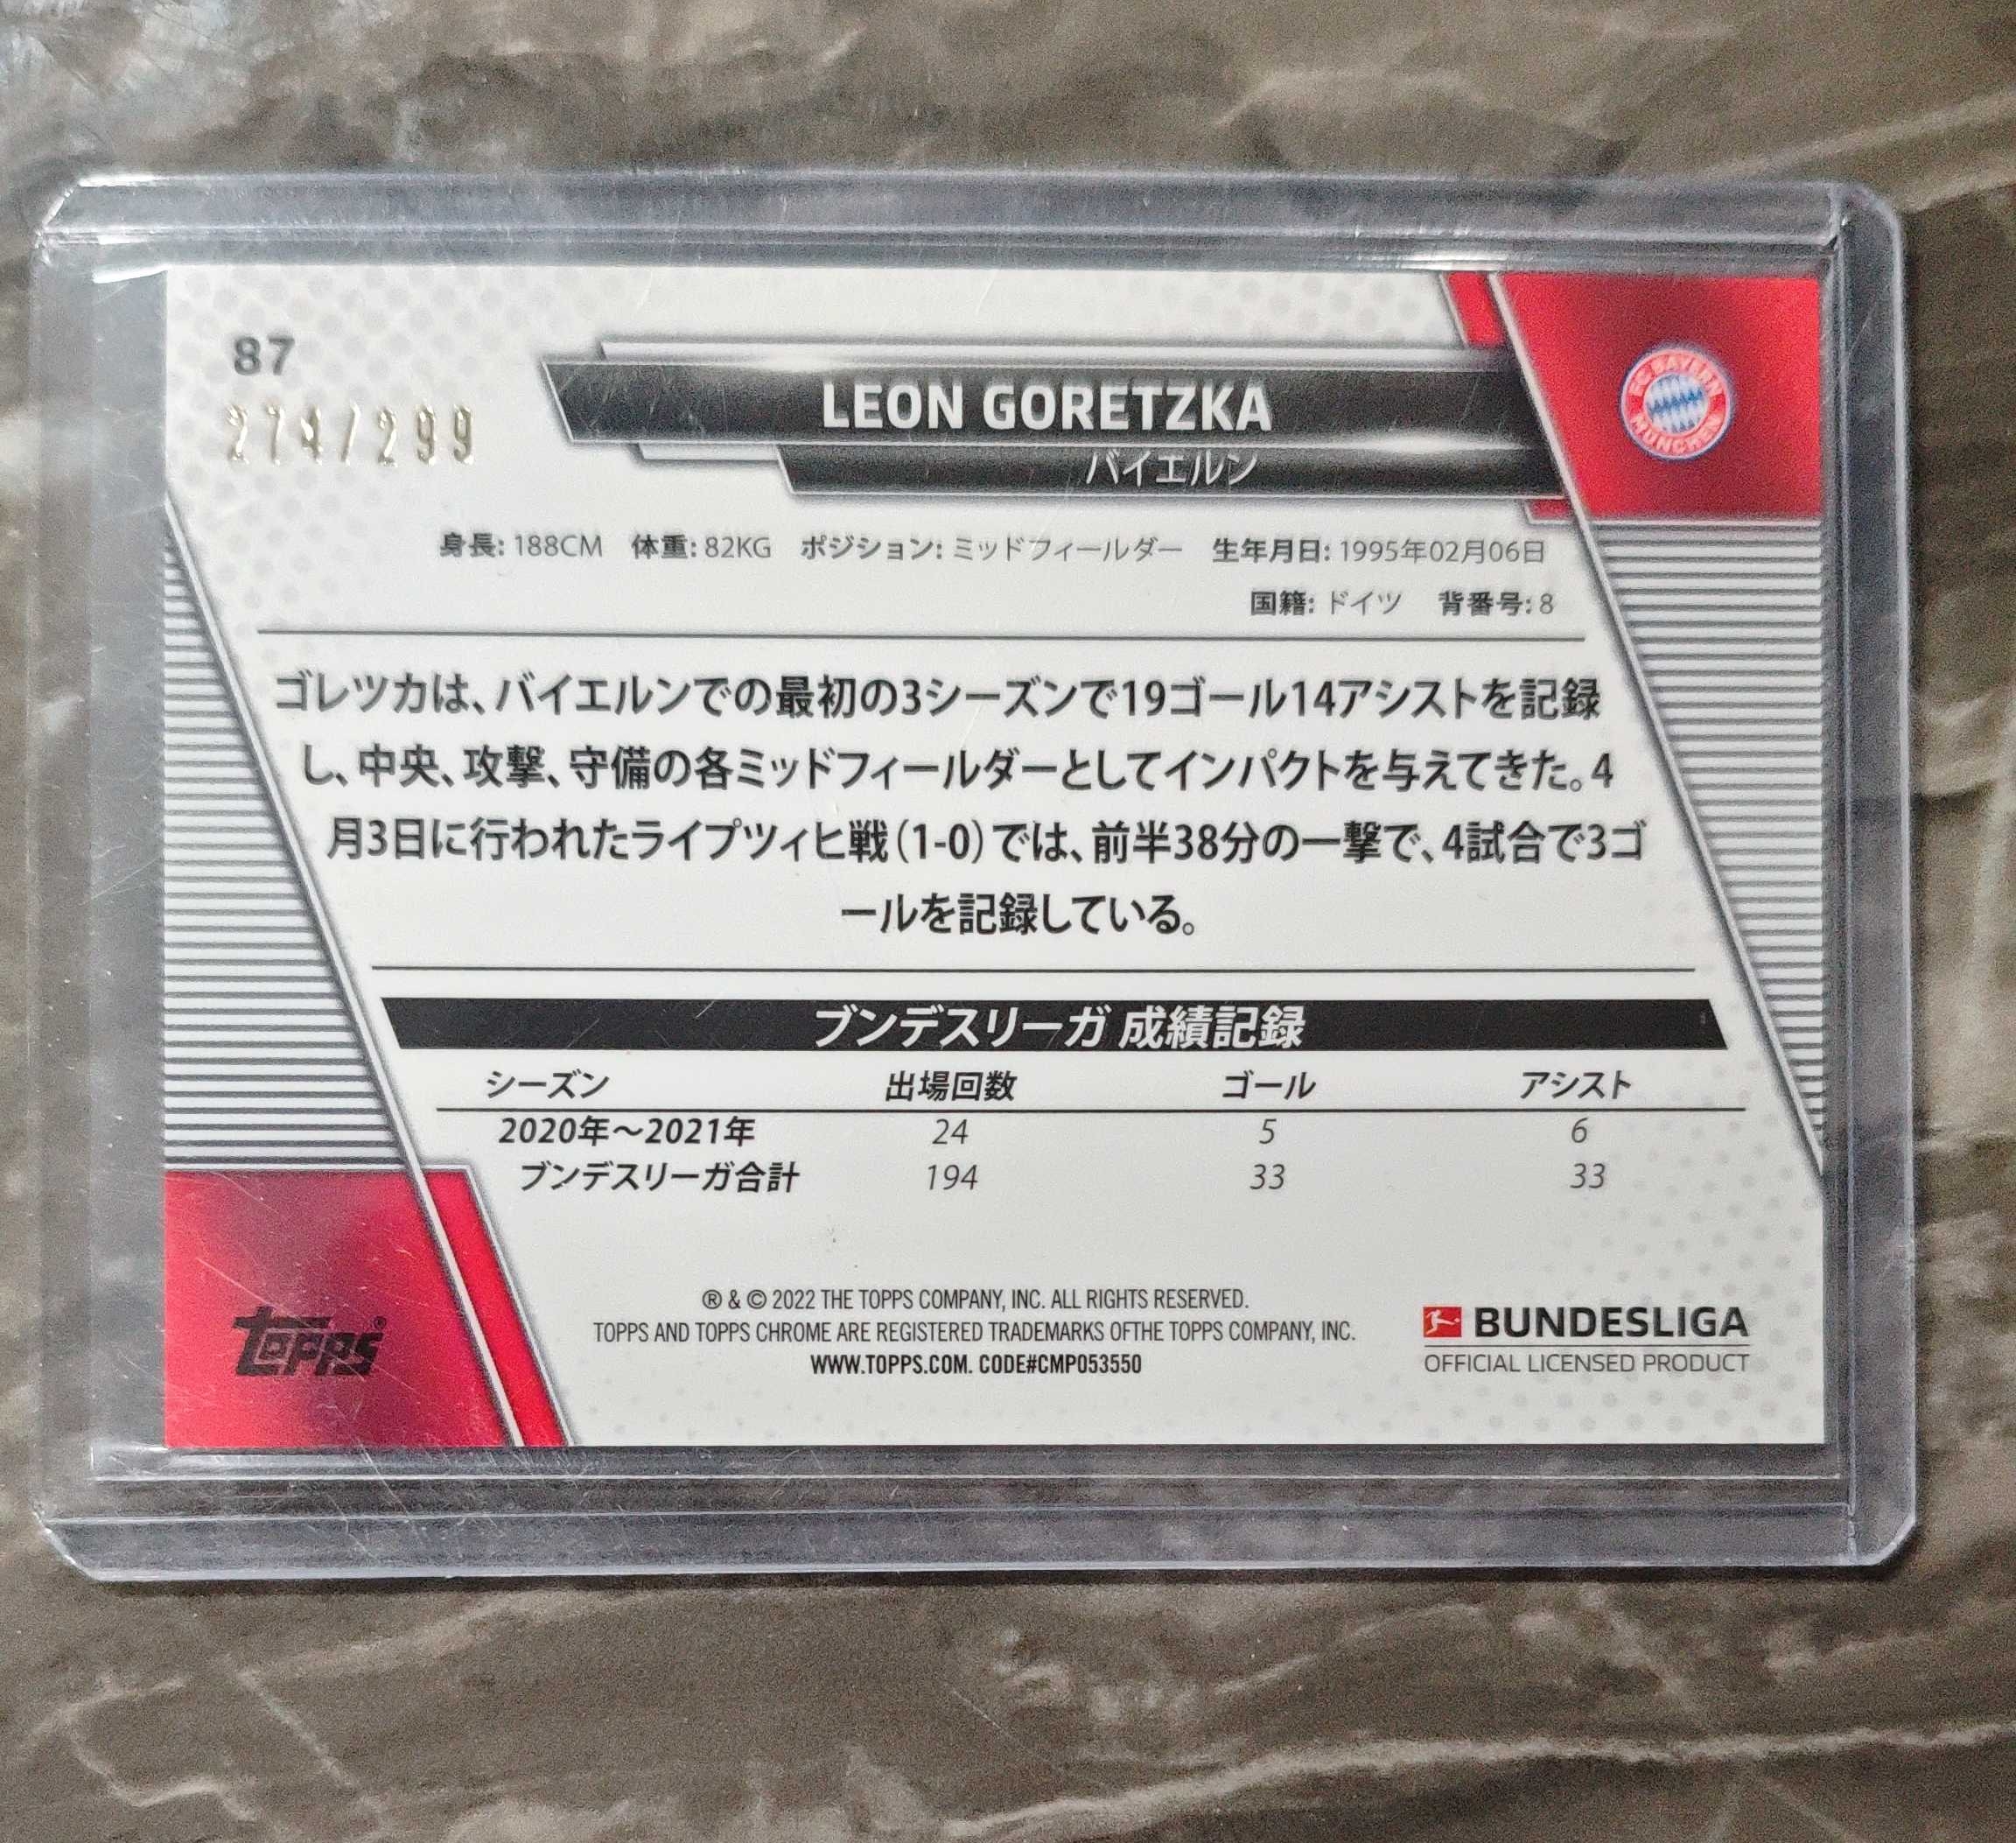 87
274/299
LEON GORETZKA
バイエルン
FC BAYERN
MÜNCHEN
身長: 188CM 体重: 82KG ポジション: ミッドフィールダー 生年月日: 1995年02月06日
国籍: ドイツ 背番号: 8
ゴレツカは、バイエルンでの最初の3シーズンで19ゴール14アシストを記録
し、中央、攻撃、守備の各ミッドフィールダーとしてインパクトを与えてきた。4
月3日に行われたライプツィヒ戦(1-0)では、前半38分の一撃で、4試合で3ゴ
ールを記録している。
ブンデスリーガ 成績記録
シーズン 出場回数 ゴール アシスト
2020年～2021年 24 5 6
ブンデスリーガ合計 194 33 33
topps®
® & © 2022 THE TOPPS COMPANY, INC. ALL RIGHTS RESERVED.
TOPPS AND TOPPS CHROME ARE REGISTERED TRADEMARKS OFTHE TOPPS COMPANY, INC.
WWW.TOPPS.COM. CODE#CMP053550
BUNDESLIGA
OFFICIAL LICENSED PRODUCT